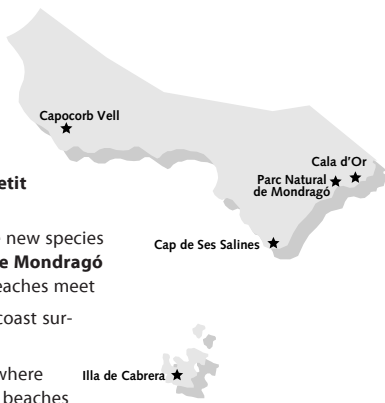 Capocorb Vell
Cala d'Or
Parc Natural
de Mondragó
Cap de Ses Salines
Illa de Cabrera
etit
new species
e Mondragó
eaches meet
coast sur-
where
beaches